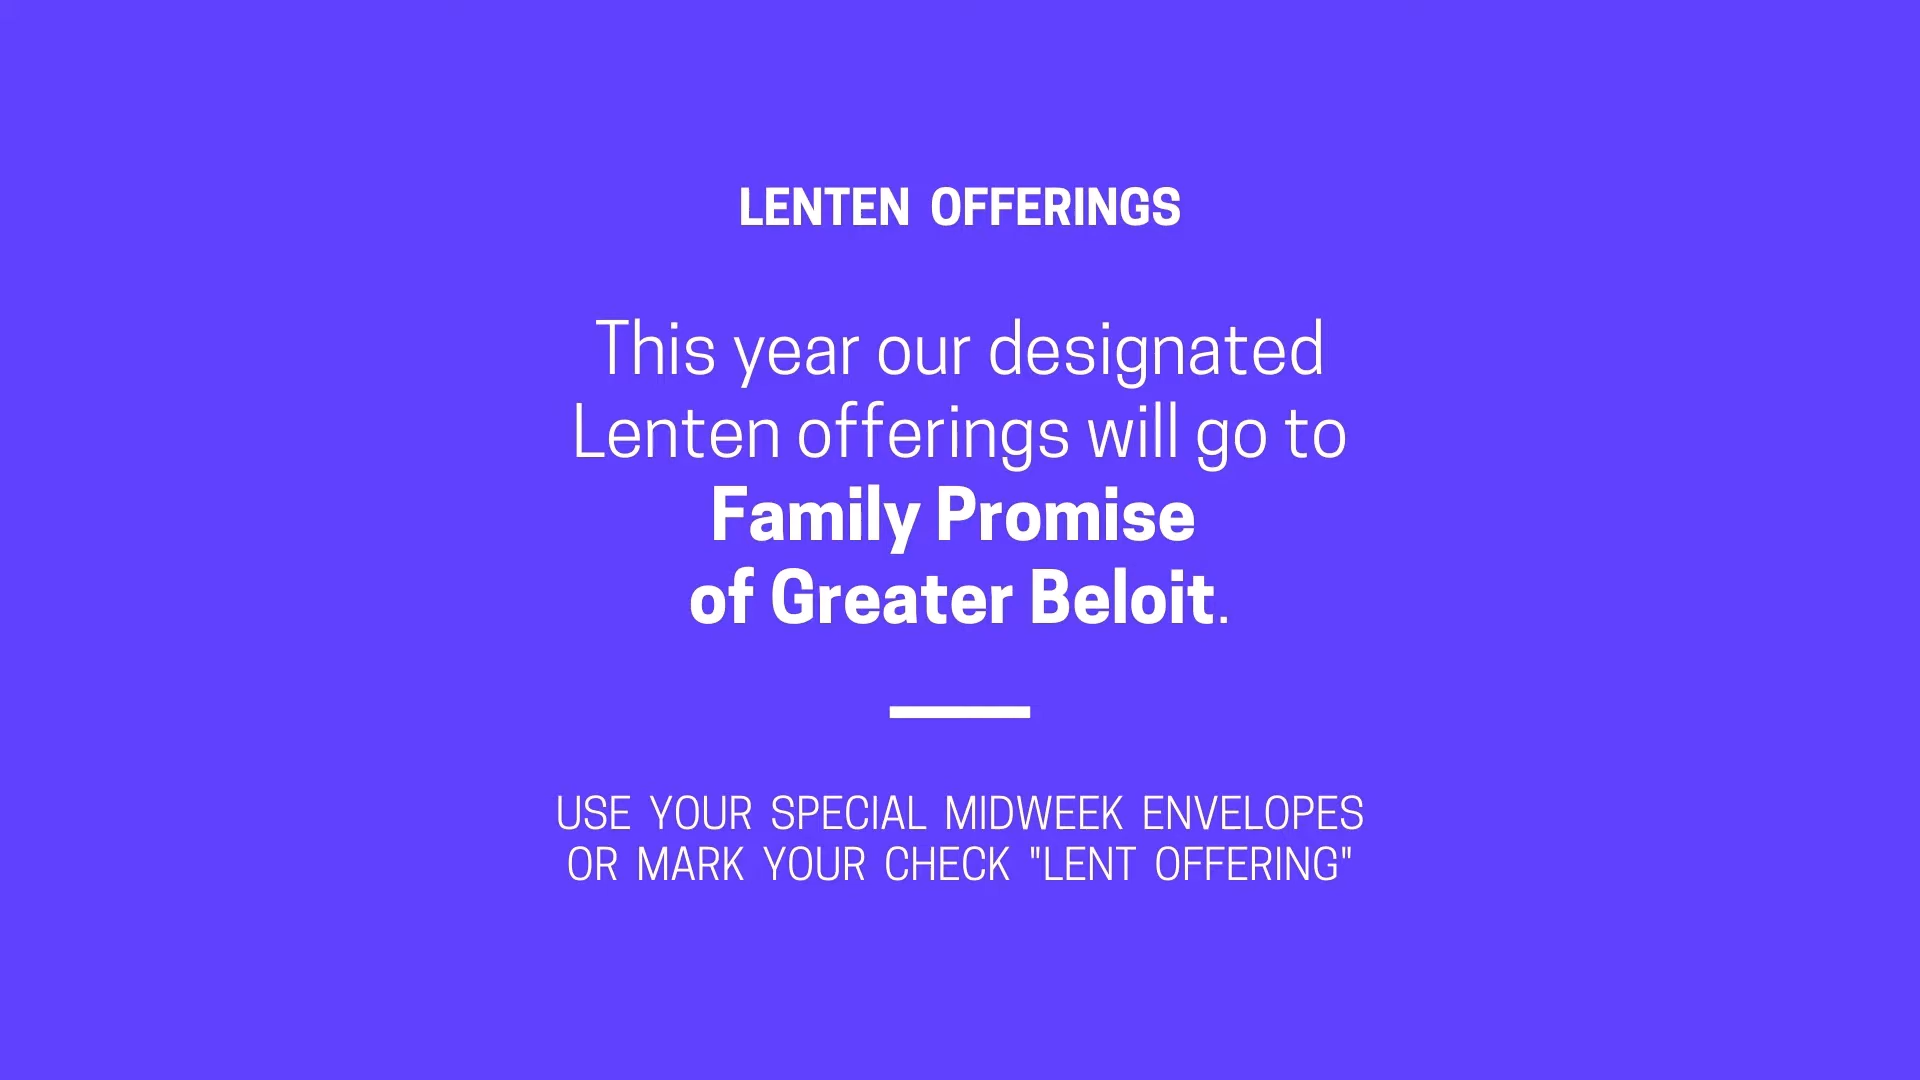 LENTEN OFFERINGS
This year our designated
Lenten offerings will go to
Family Promise
of Greater Beloit.
USE YOUR SPECIAL MIDWEEK ENVELOPES
OR MARK YOUR CHECK "LENT OFFERING"